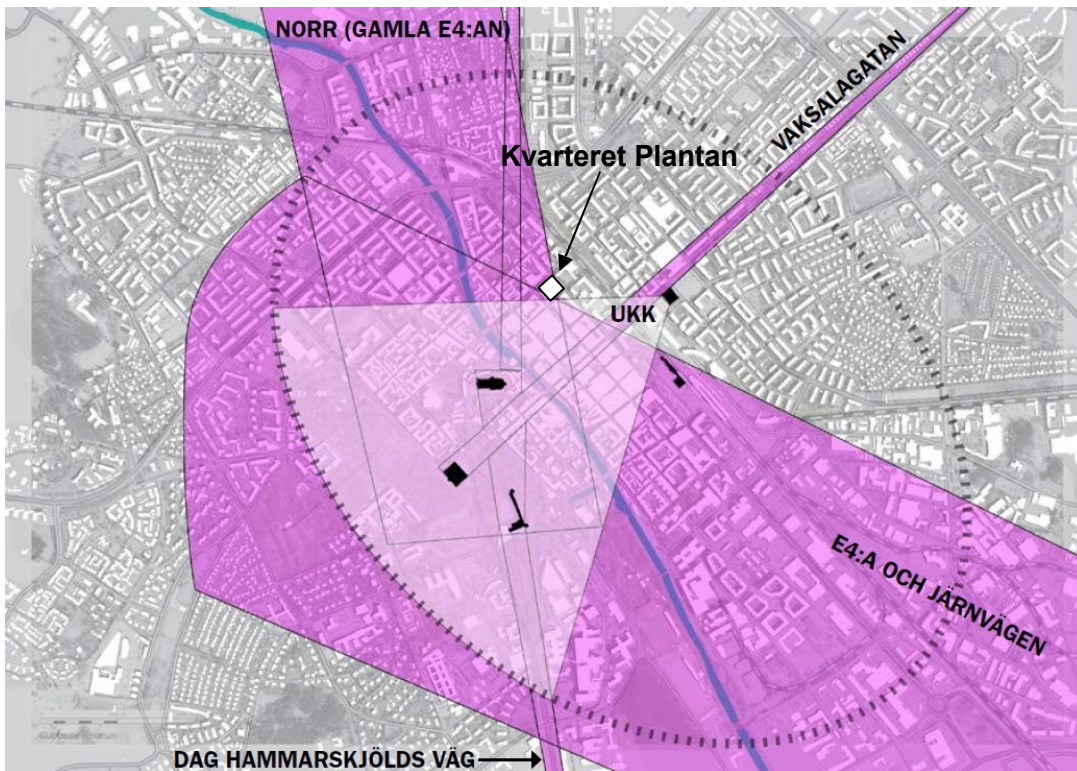 NORR (GAMLA E4:AN)
VAKSALAGATAN
Kvarteret Plantan
UKK
E4:A OCH JÄRNVÄGEN
DAG HAMMARSKJÖLDS VÄG